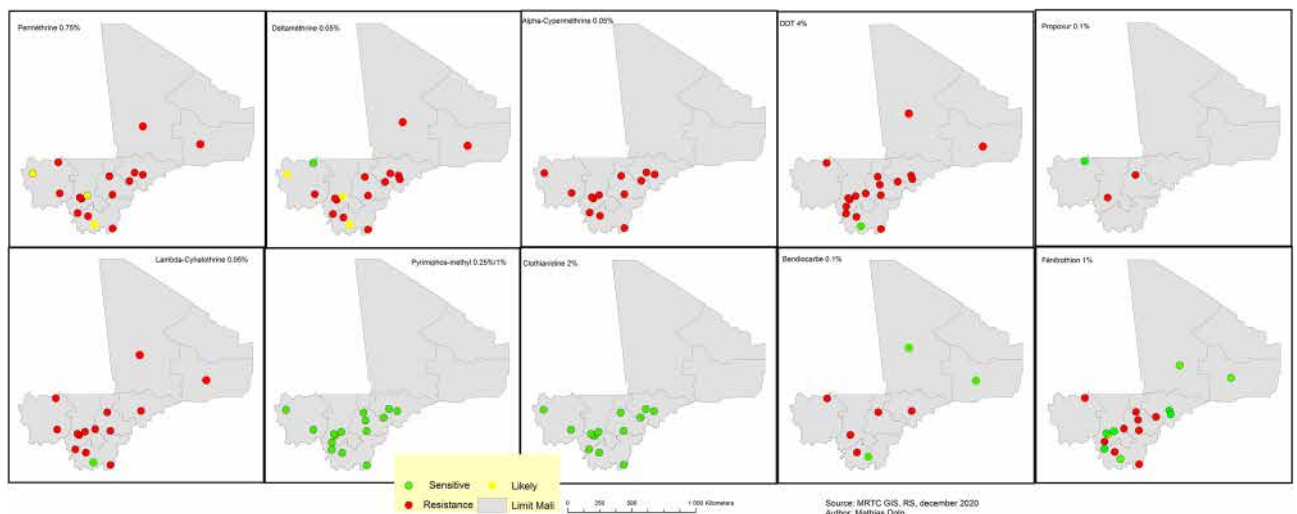 Perméthrine 0.75%
Deltaméthrine 0.05%
Alpha-Cyperméthrine 0.05%
DDT 4%
Propoxur 0.1%
Lambda-Cyhalothrine 0.05%
Pyrimiphos-methyl 0.25%/1%
Clothianidine 2%
Bendiocarbe 0.1%
Fénitrothion 1%
Sensitive
Likely
Resistance
Limit Mali
0 250 500 1 000 Kilometers
Source: MRTC GIS, RS, december 2020
Author: Mathias Dolo